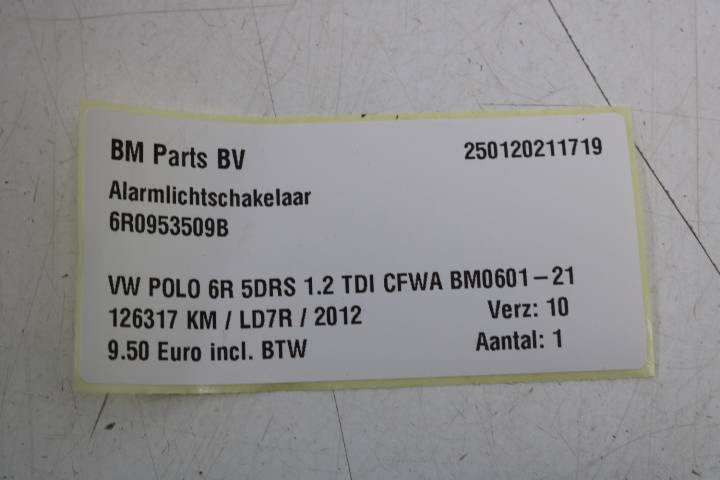 BM Parts BV 250120211719
Alarmlichtschakelaar
6R0953509B
VW POLO 6R 5DRS 1.2 TDI CFWA BM0601-21
126317 KM / LD7R / 2012 Verz: 10
9.50 Euro incl. BTW Aantal: 1